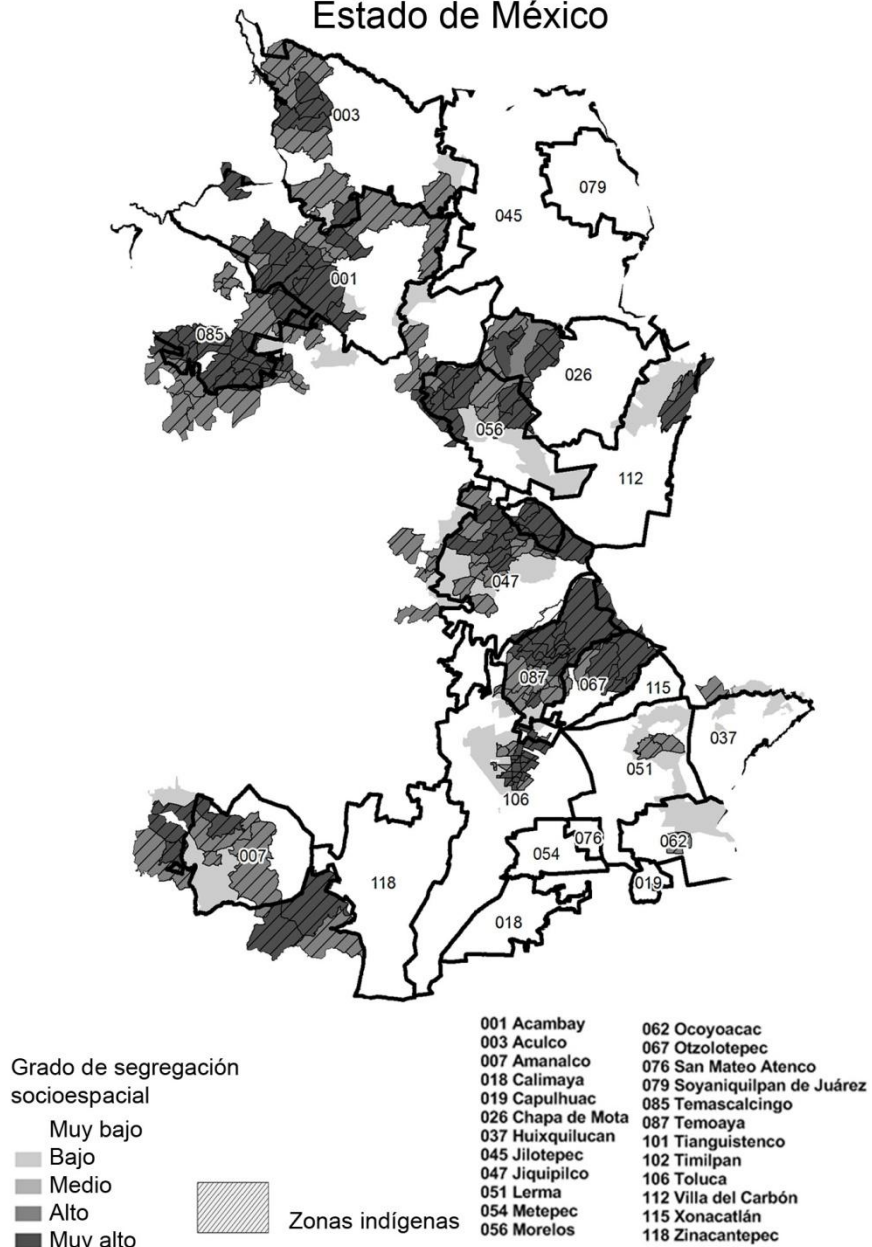 Estado de México
003
079
045
001
085
026
056
112
047
087
067
115
037
051
106
076
062
054
007
118
019
018
Grado de segregación
socioespacial
Muy bajo
Bajo
Medio
Alto
Muy alto
Zonas indígenas
001 Acambay
003 Aculco
007 Amanalco
018 Calimaya
019 Capulhuac
026 Chapa de Mota
037 Huixquilucan
045 Jilotepec
047 Jiquipilco
051 Lerma
054 Metepec
056 Morelos
062 Ocoyoacac
067 Otzolotepec
076 San Mateo Atenco
079 Soyaniquilpan de Juárez
085 Temascalcingo
087 Temoaya
101 Tianguistenco
102 Timilpan
106 Toluca
112 Villa del Carbón
115 Xonacatlán
118 Zinacantepec